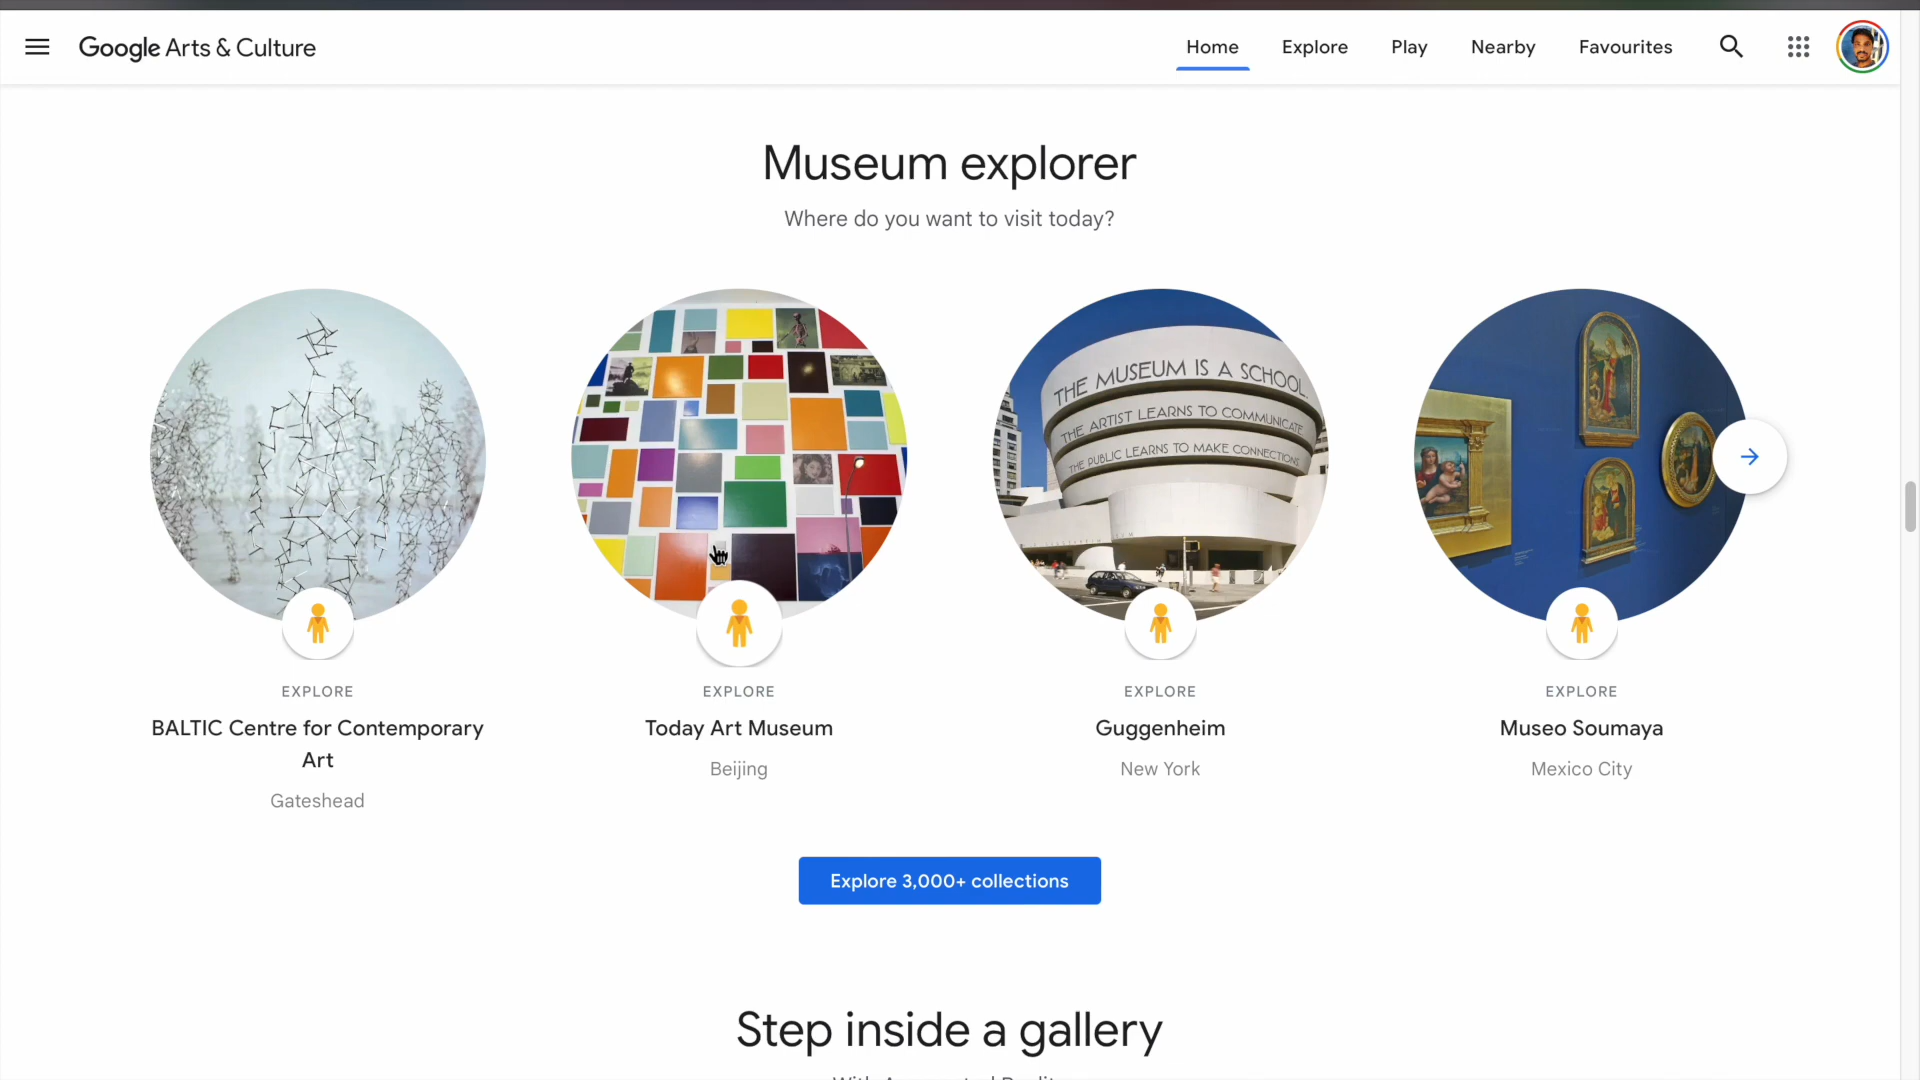 Google Arts & Culture
Home
Explore
Play
Nearby
Favourites
Museum explorer
Where do you want to visit today?
THE MUSEUM IS A SCHOOL.
THE ARTIST LEARNS TO COMMUNICATE
THE PUBLIC LEARNS TO MAKE CONNECTIONS
EXPLORE
BALTIC Centre for Contemporary
Art
Gateshead
EXPLORE
Today Art Museum
Beijing
EXPLORE
Guggenheim
New York
EXPLORE
Museo Soumaya
Mexico City
Explore 3,000+ collections
Step inside a gallery